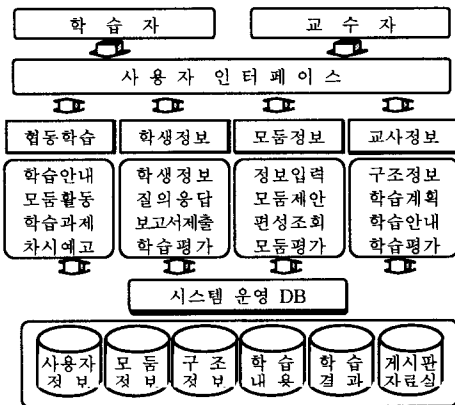 학 습 자
교 수 자
사 용 자 인 터 페 이 스
협동학습
학생정보
모둠정보
교사정보
학습안내
모둠활동
학습과제
차시예고
학생정보
질의응답
보고서제출
학습평가
정보입력
모둠제안
편성조회
모둠평가
구조정보
학습계획
학습안내
학습평가
시스템 운영 DB
사용자
정 보
모 둠
정 보
구 조
정 보
학 습
내 용
학 습
결 과
게시판
자료실